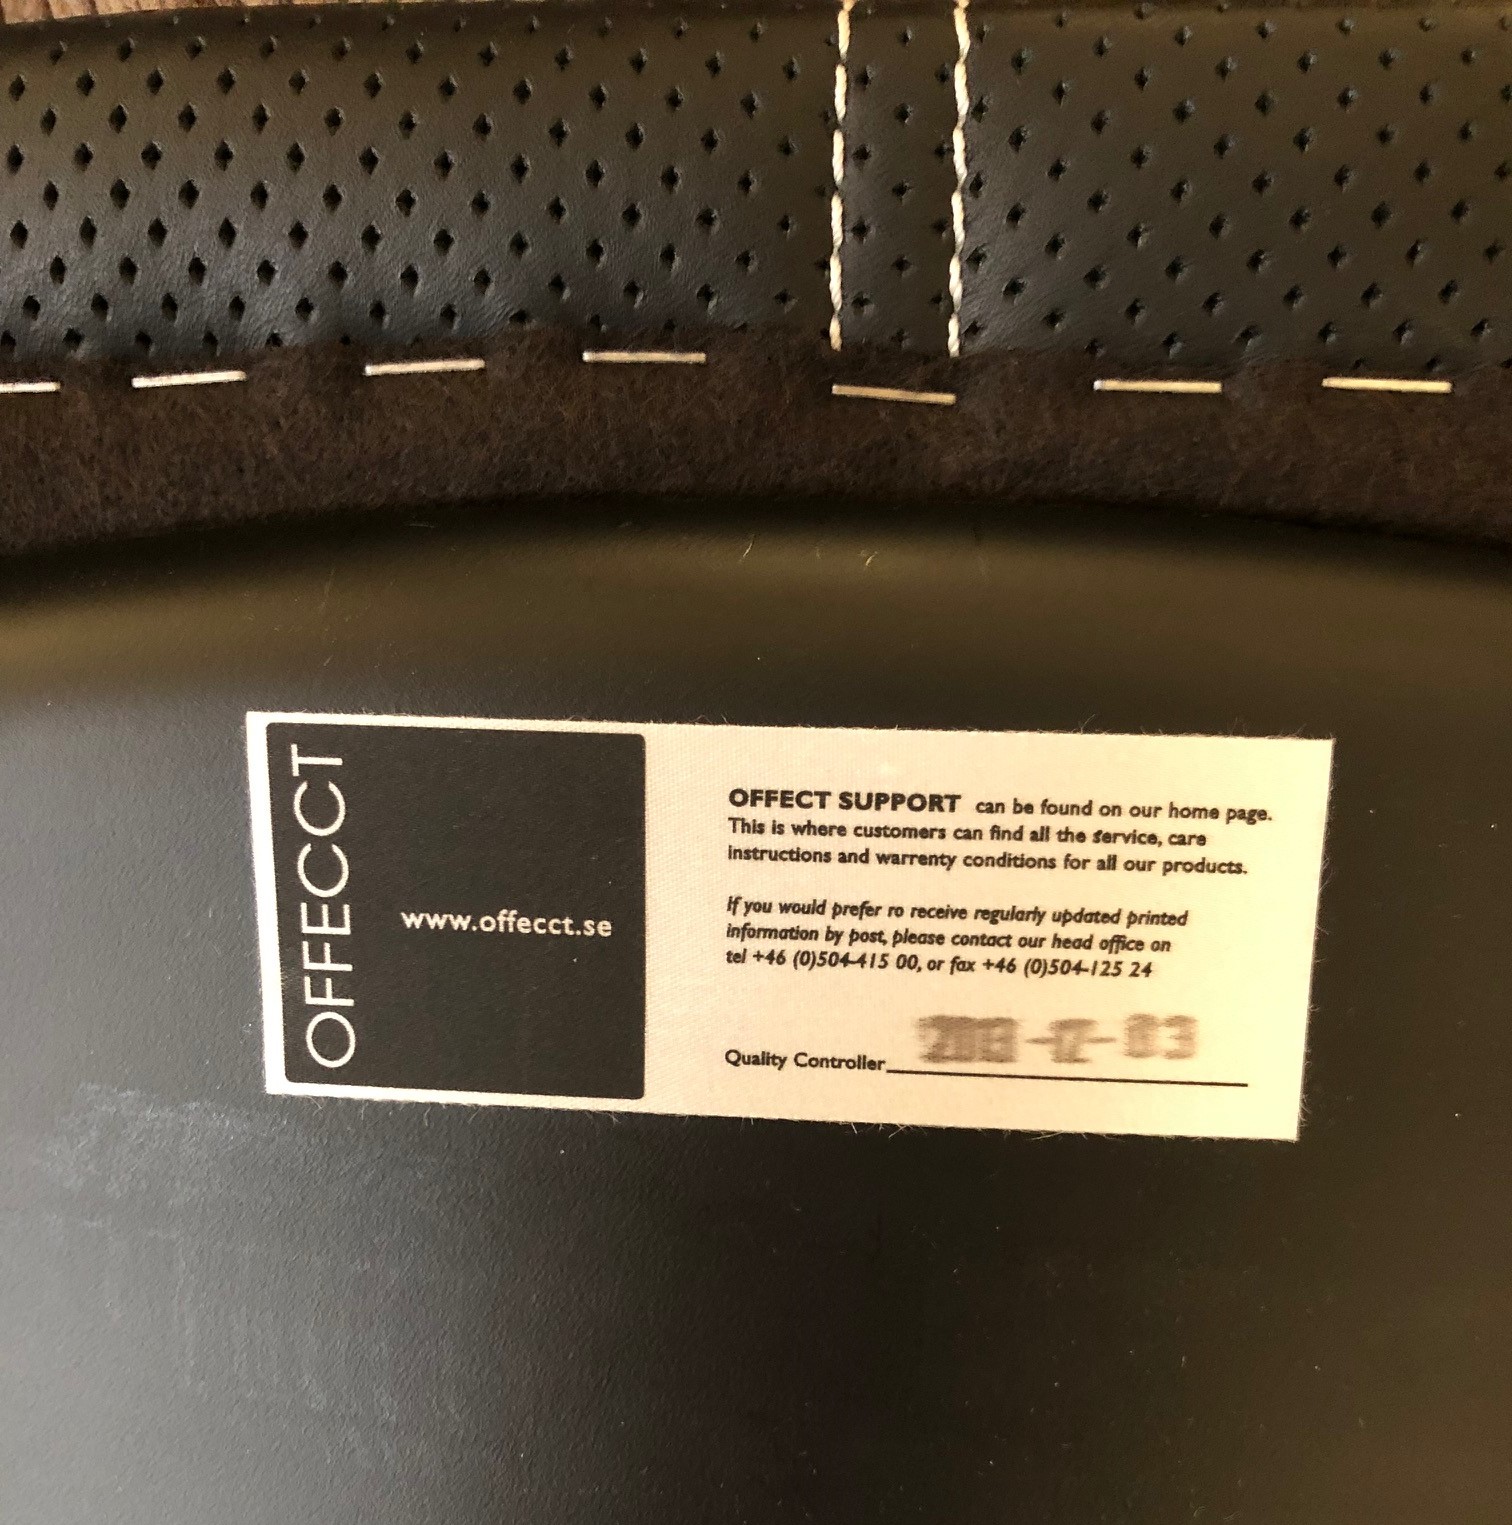 OFFECCT
www.offecct.se
OFFECT SUPPORT can be found on our home page.
This is where customers can find all the service, care
instructions and warrenty conditions for all our products.
If you would prefer ro receive regularly updated printed
information by post, please contact our head office on
tel +46 (0)504-415 00, or fax +46 (0)504-125 24
Quality Controller